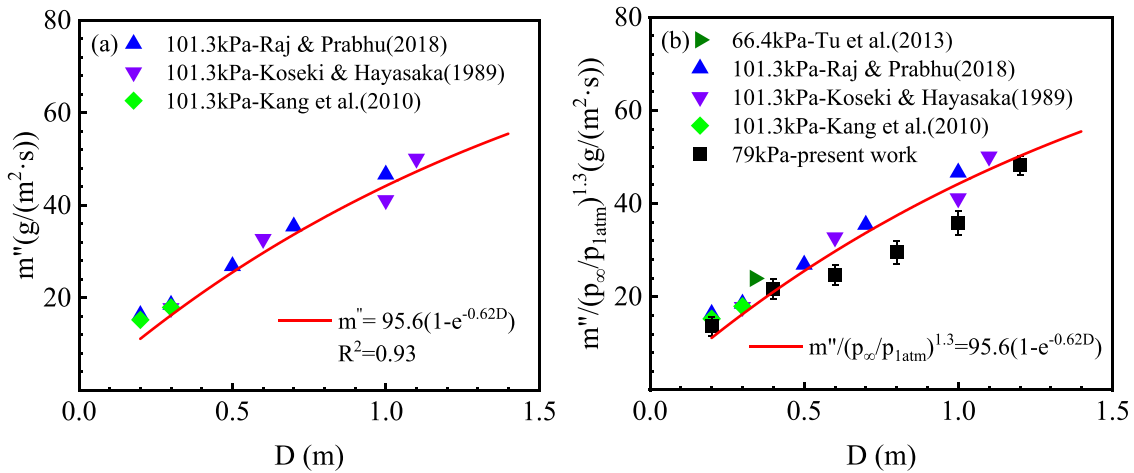 80
60
40
20
0
m"(g/(m²·s))
(a)
101.3kPa-Raj & Prabhu(2018)
101.3kPa-Koseki & Hayasaka(1989)
101.3kPa-Kang et al.(2010)
m"= 95.6(1-e^-0.62D)
R²=0.93
0.0 0.5 1.0 1.5
D (m)
80
60
40
20
0
m"/(p∞/p1atm)^1.3(g/(m²·s))
(b)
66.4kPa-Tu et al.(2013)
101.3kPa-Raj & Prabhu(2018)
101.3kPa-Koseki & Hayasaka(1989)
101.3kPa-Kang et al.(2010)
79kPa-present work
m"/(p∞/p1atm)^1.3=95.6(1-e^-0.62D)
0.0 0.5 1.0 1.5
D (m)